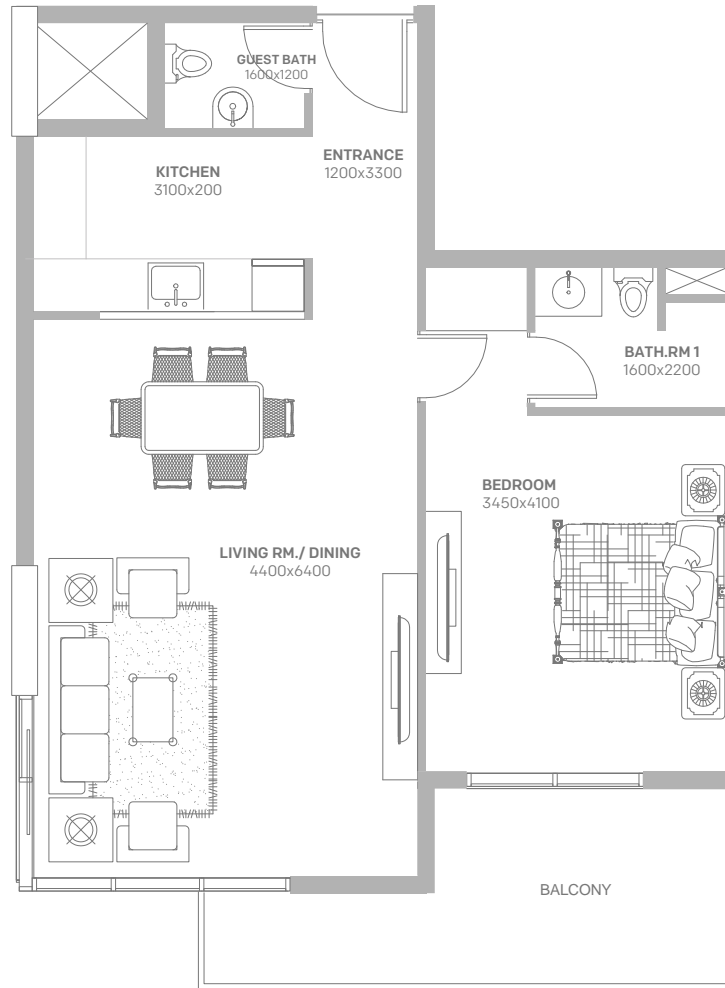 GUEST BATH
1600x1200
KITCHEN
3100x200
ENTRANCE
1200x3300
BATH.RM 1
1600x2200
BEDROOM
3450x4100
LIVING RM./ DINING
4400x6400
BALCONY